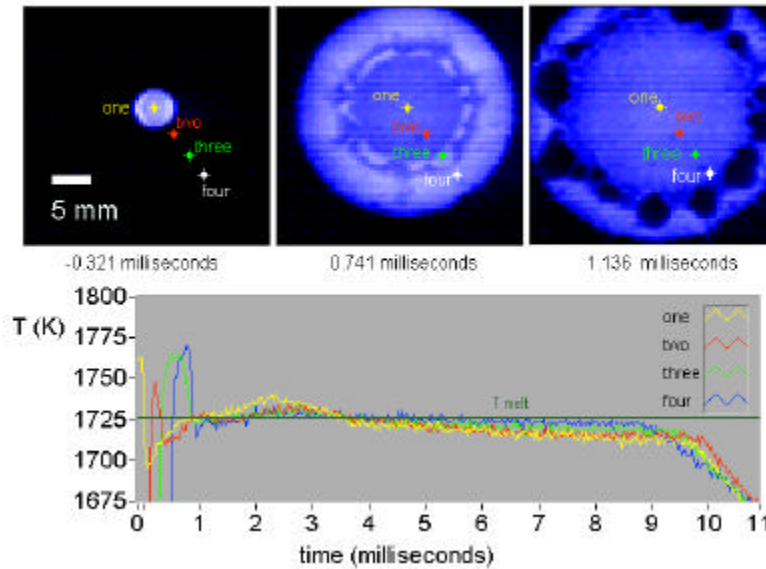 one
two
three
four
5 mm
one
two
three
four
one
two
three
four
-0.321 milliseconds
0.741 milliseconds
1.136 milliseconds
T (K)
1800
1775
1750
1725
1700
1675
T melt
one
two
three
four
0 1 2 3 4 5 6 7 8 9 10 11
time (milliseconds)